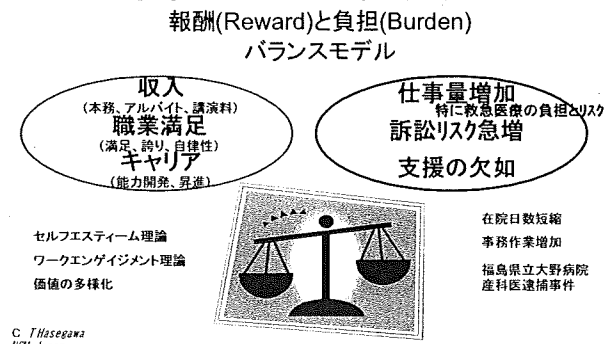 報酬(Reward)と負担(Burden)
バランスモデル
収入
(本務、アルバイト、講演料)
職業満足
(満足、誇り、自律性)
キャリア
(能力開発、昇進)
仕事量増加
特に救急医療の負担とリスク
訴訟リスク急増
支援の欠如
セルフエスティーム理論
ワークエンゲイジメント理論
価値の多様化
在院日数短縮
事務作業増加
福島県立大野病院
産科医逮捕事件
C THasegawa